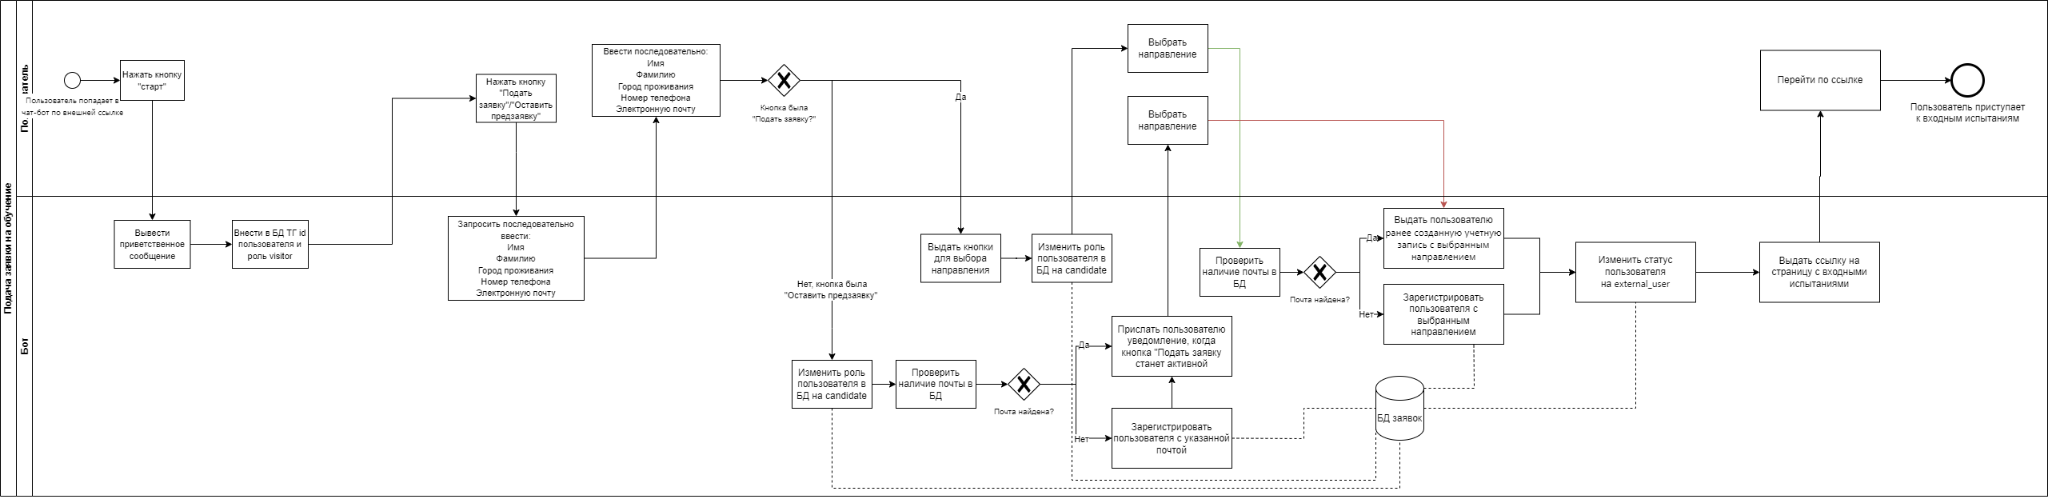 Подача заявки на обучение
Бот
Пользователь попадает в
чат-бот по внешней ссылке
Нажать кнопку
"старт"
Вывести
приветственное
сообщение
Внести в БД ТГ id
пользователя и
роль visitor
Нажать кнопку
"Подать
заявку"/"Оставить
предзаявку"
Запросить последовательно
ввести:
Имя
Фамилию
Город проживания
Номер телефона
Электронную почту
Ввести последовательно:
Имя
Фамилию
Город проживания
Номер телефона
Электронную почту
Кнопка была
"Подать заявку?"
Да
Нет, кнопка была
"Оставить предзаявку"
Выдать кнопки
для выбора
направления
Изменить роль
пользователя в
БД на candidate
Выбрать
направление
Выбрать
направление
Изменить роль
пользователя в
БД на candidate
Проверить
наличие почты в
БД
Почта найдена?
Да
Нет
Прислать пользователю
уведомление, когда
кнопка "Подать заявку
станет активной
Зарегистрировать
пользователя с указанной
почтой
Проверить
наличие почты в
БД
Почта найдена?
Да
Нет
Выдать пользователю
ранее созданную учетную
запись с выбранным
направлением
Зарегистрировать
пользователя с
выбранным
направлением
БД заявок
Изменить статус
пользователя
на external_user
Выдать ссылку на
страницу с входными
испытаниями
Перейти по ссылке
Пользователь приступает
к входным испытаниям